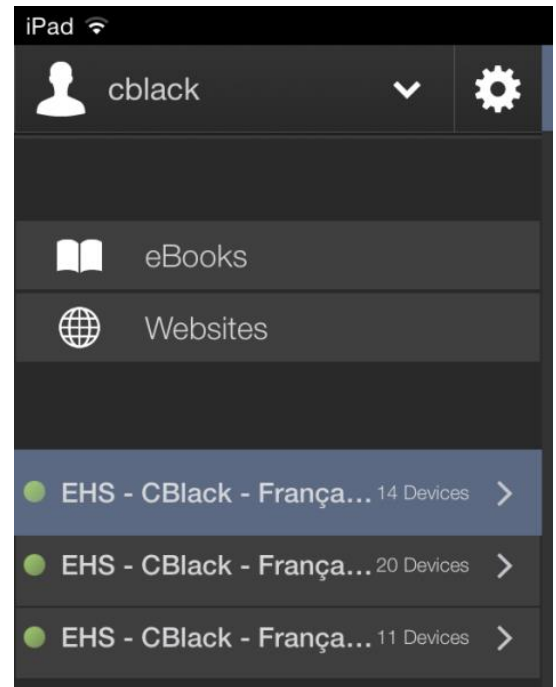 iPad
cblack
eBooks
Websites
EHS - CBlack - França... 14 Devices
EHS - CBlack - França... 20 Devices
EHS - CBlack - França... 11 Devices